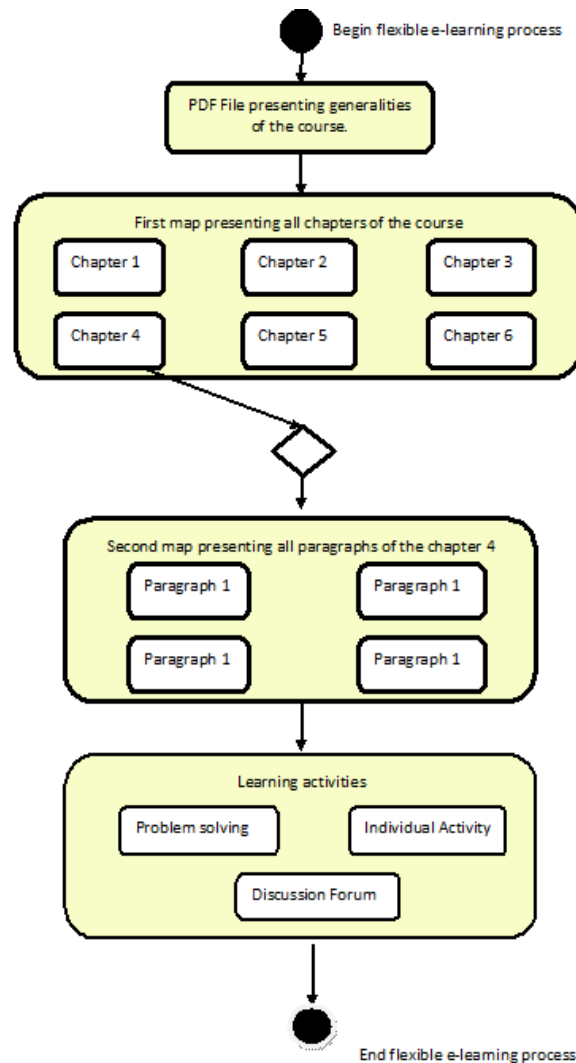 Begin flexible e-learning process
PDF File presenting generalities
of the course.
First map presenting all chapters of the course
Chapter 1
Chapter 2
Chapter 3
Chapter 4
Chapter 5
Chapter 6
Second map presenting all paragraphs of the chapter 4
Paragraph 1
Paragraph 1
Paragraph 1
Paragraph 1
Learning activities
Problem solving
Individual Activity
Discussion Forum
End flexible e-learning process